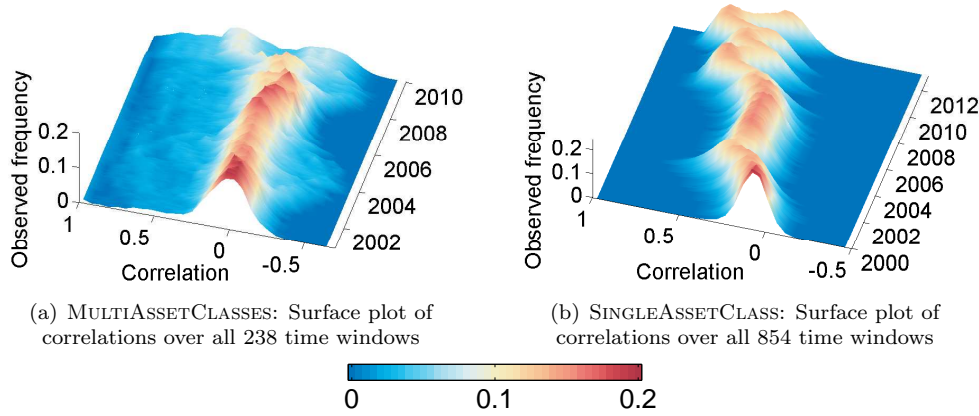 Observed frequency
0.2
0.1
0
1
0.5
0
-0.5
Correlation
2002
2004
2006
2008
2010
Observed frequency
0.2
0.1
0
1
0.5
0
-0.5
Correlation
2000
2002
2004
2006
2008
2010
2012
(a) MULTIASSETCLASSES: Surface plot of
correlations over all 238 time windows
(b) SINGLEASSETCLASS: Surface plot of
correlations over all 854 time windows
0 0.1 0.2